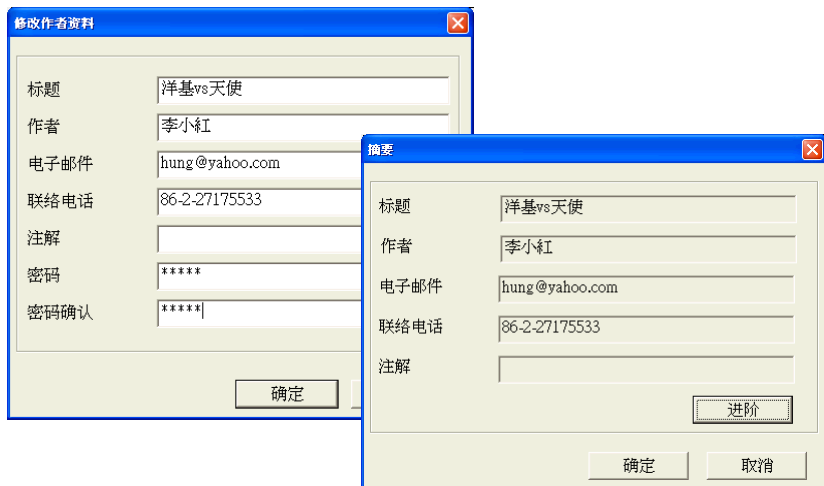 修改作者资料
标题 洋基vs天使
作者 李小紅
电子邮件 hung@yahoo.com
联络电话 86-2-27175533
注解
密码 *****
密码确认 *****
确定
摘要
标题 洋基vs天使
作者 李小紅
电子邮件 hung@yahoo.com
联络电话 86-2-27175533
注解
进阶
确定 取消